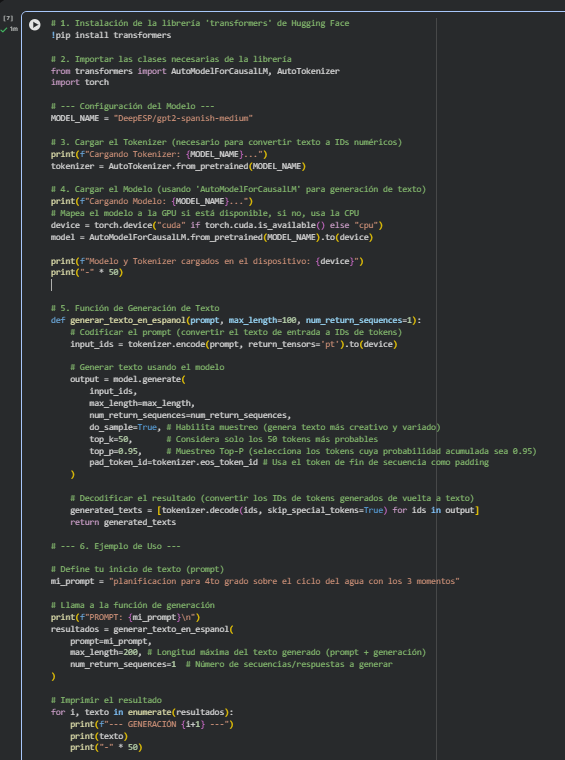 [7]
1m
# 1. Instalación de la librería 'transformers' de Hugging Face
!pip install transformers
# 2. Importar las clases necesarias de la librería
from transformers import AutoModelForCausalLM, AutoTokenizer
import torch
# --- Configuración del Modelo ---
MODEL_NAME = "DeepESP/gpt2-spanish-medium"
# 3. Cargar el Tokenizer (necesario para convertir texto a IDs numéricos)
print(f"Cargando Tokenizer: {MODEL_NAME}...")
tokenizer = AutoTokenizer.from_pretrained(MODEL_NAME)
# 4. Cargar el Modelo (usando 'AutoModelForCausalLM' para generación de texto)
print(f"Cargando Modelo: {MODEL_NAME}...")
# Mapea el modelo a la GPU si está disponible, si no, usa la CPU
device = torch.device("cuda" if torch.cuda.is_available() else "cpu")
model = AutoModelForCausalLM.from_pretrained(MODEL_NAME).to(device)
print(f"Modelo y Tokenizer cargados en el dispositivo: {device}")
print("-" * 50)
# 5. Función de Generación de Texto
def generar_texto_en_espanol(prompt, max_length=100, num_return_sequences=1):
# Codificar el prompt (convertir el texto de entrada a IDs de tokens)
input_ids = tokenizer.encode(prompt, return_tensors='pt').to(device)
# Generar texto usando el modelo
output = model.generate(
input_ids,
max_length=max_length,
num_return_sequences=num_return_sequences,
do_sample=True, # Habilita muestreo (genera texto más creativo y variado)
top_k=50, # Considera solo los 50 tokens más probables
top_p=0.95, # Muestreo Top-P (selecciona los tokens cuya probabilidad acumulada sea 0.95)
pad_token_id=tokenizer.eos_token_id # Usa el token de fin de secuencia como padding
)
# Decodificar el resultado (convertir los IDs de tokens generados de vuelta a texto)
generated_texts = [tokenizer.decode(ids, skip_special_tokens=True) for ids in output]
return generated_texts
# --- 6. Ejemplo de Uso ---
# Define tu inicio de texto (prompt)
mi_prompt = "planificacion para 4to grado sobre el ciclo del agua con los 3 momentos"
# Llama a la función de generación
print(f"PROMPT: {mi_prompt}\n")
resultados = generar_texto_en_espanol(
prompt=mi_prompt,
max_length=200, # Longitud máxima del texto generado (prompt + generación)
num_return_sequences=1 # Número de secuencias/respuestas a generar
)
# Imprimir el resultado
for i, texto in enumerate(resultados):
print(f"--- GENERACIÓN {i+1} ---")
print(texto)
print("-" * 50)